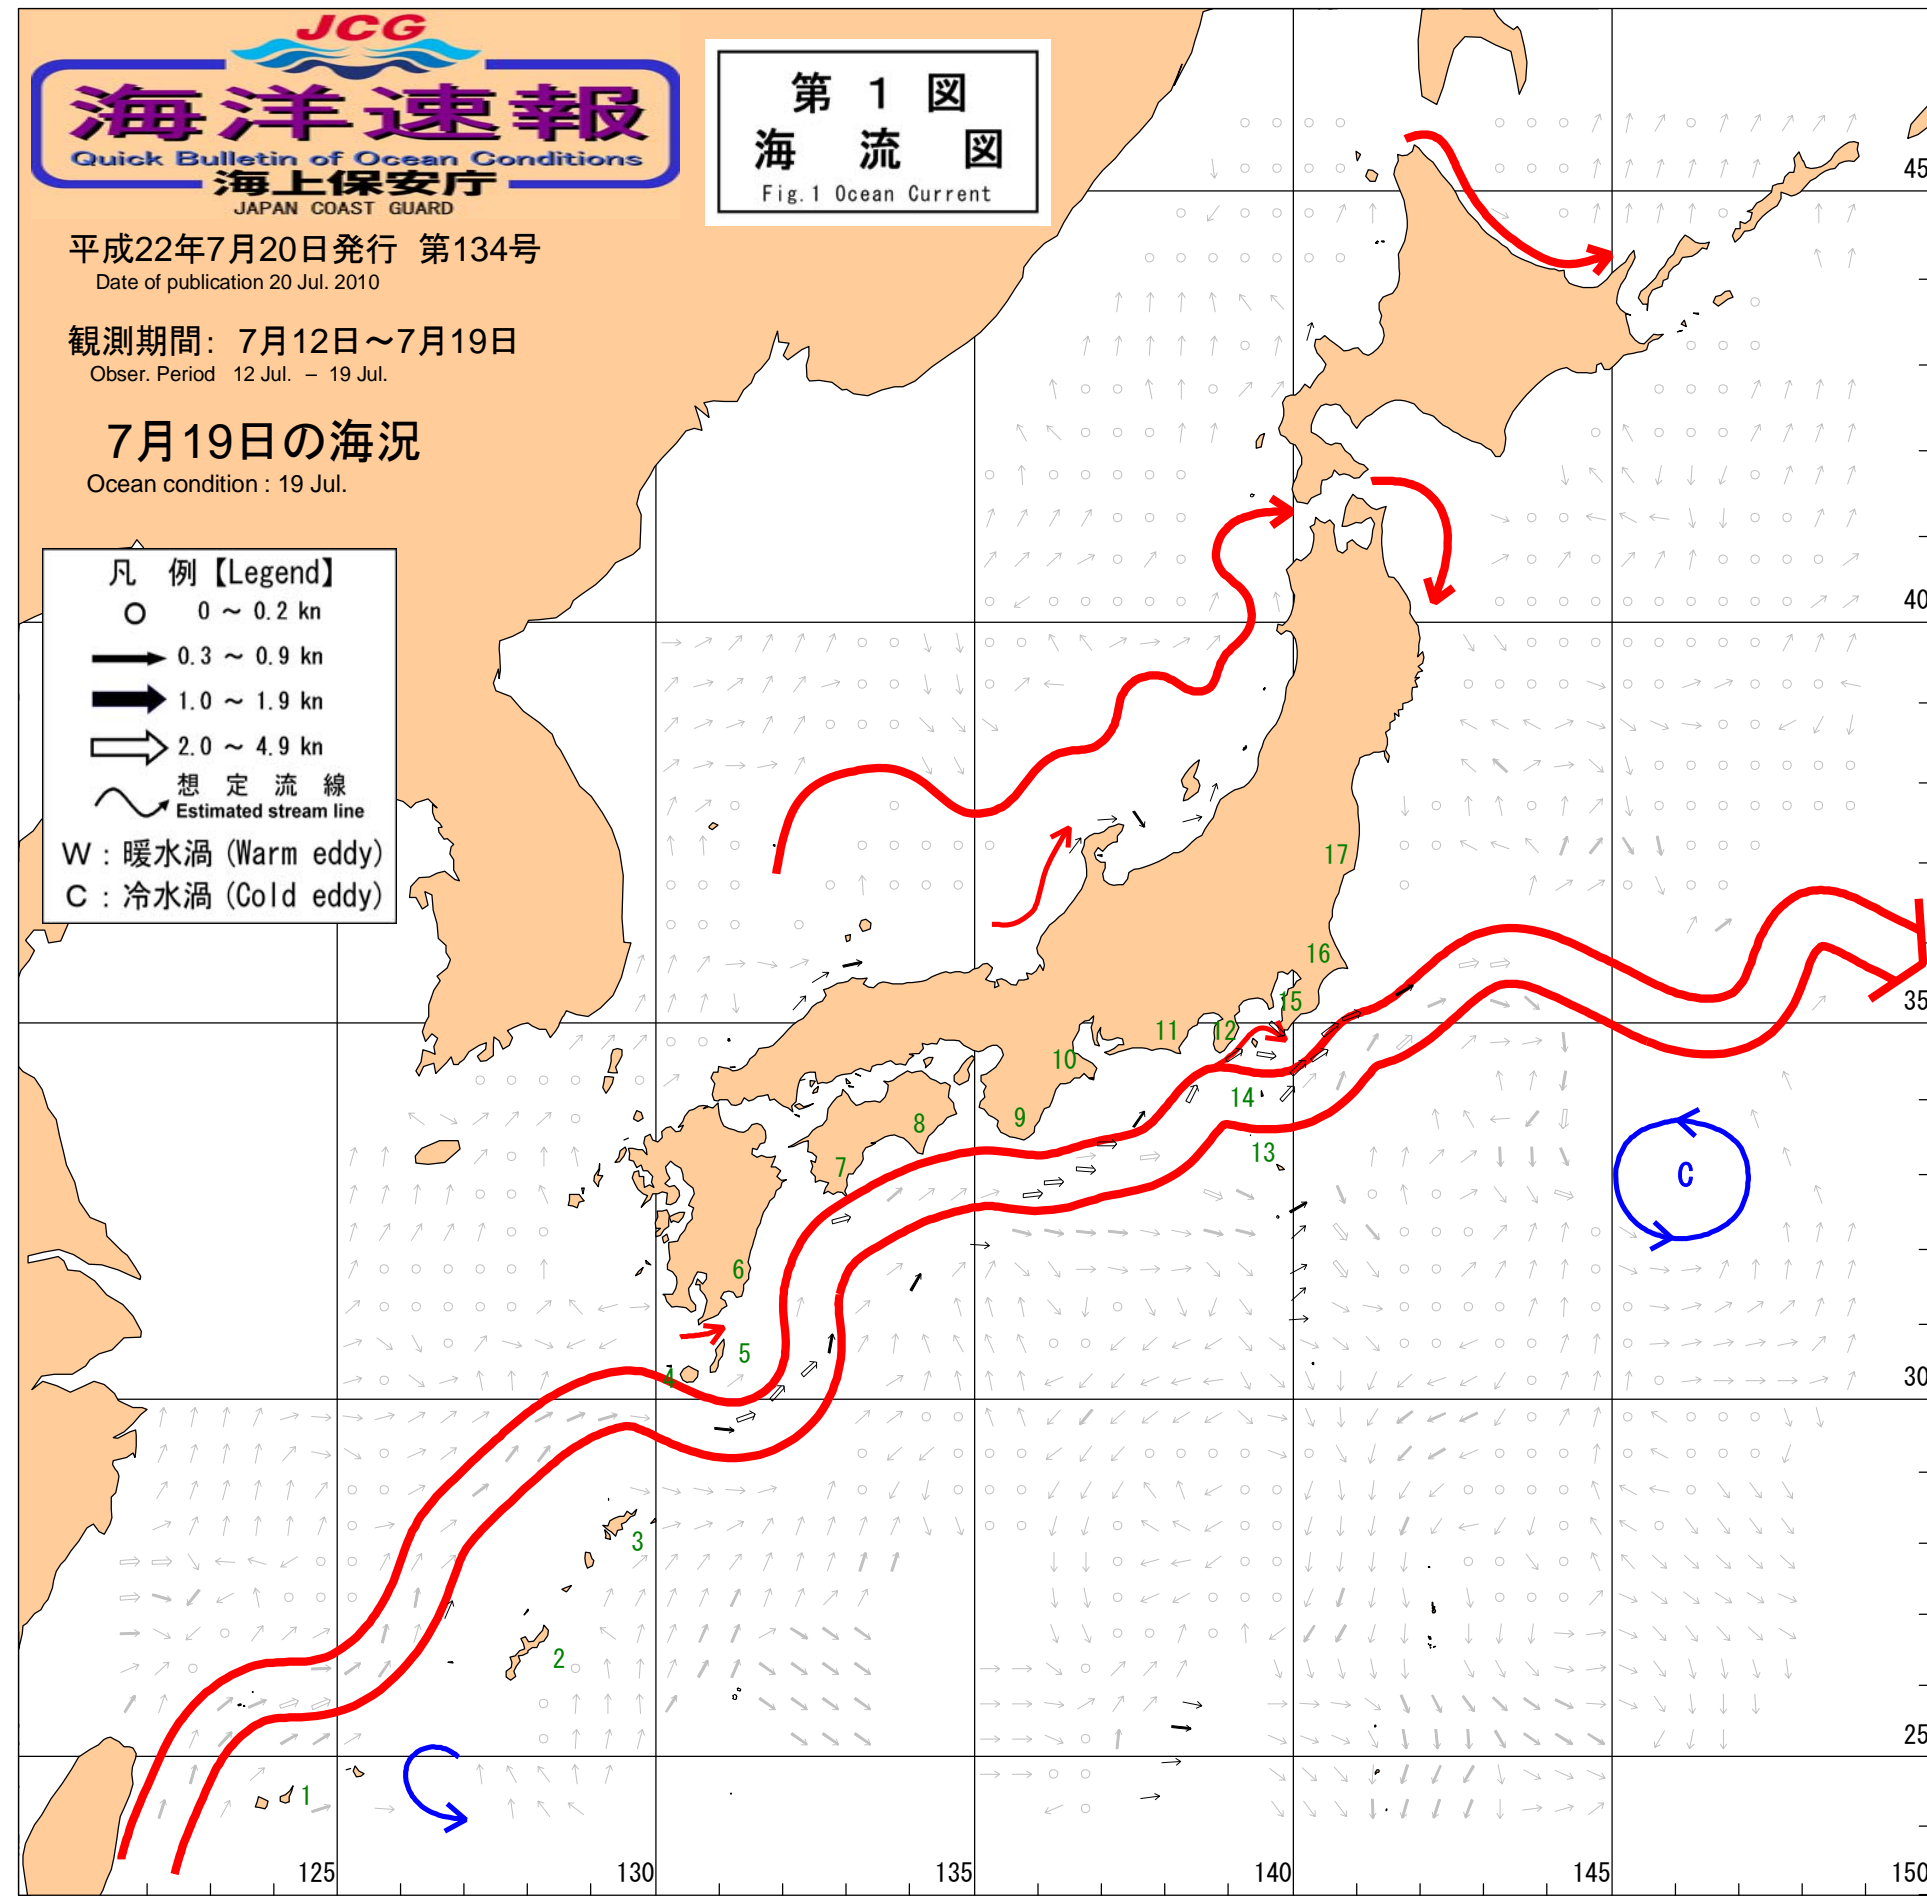 JCG
海洋速報
Quick Bulletin of Ocean Conditions
海上保安庁
JAPAN COAST GUARD
第 1 図
海 流 図
Fig.1 Ocean Current
平成22年7月20日発行 第134号
Date of publication 20 Jul. 2010
観測期間: 7月12日～7月19日
Obser. Period 12 Jul. – 19 Jul.
7月19日の海況
Ocean condition : 19 Jul.
凡 例【Legend】
0 ～ 0.2 kn
0.3 ～ 0.9 kn
1.0 ～ 1.9 kn
2.0 ～ 4.9 kn
想 定 流 線
Estimated stream line
W : 暖水渦 (Warm eddy)
C : 冷水渦 (Cold eddy)
45
40
17
16
15
35
12
11
10
14
9
8
13
7
C
6
5
4
30
3
2
25
1
125
130
135
140
145
150